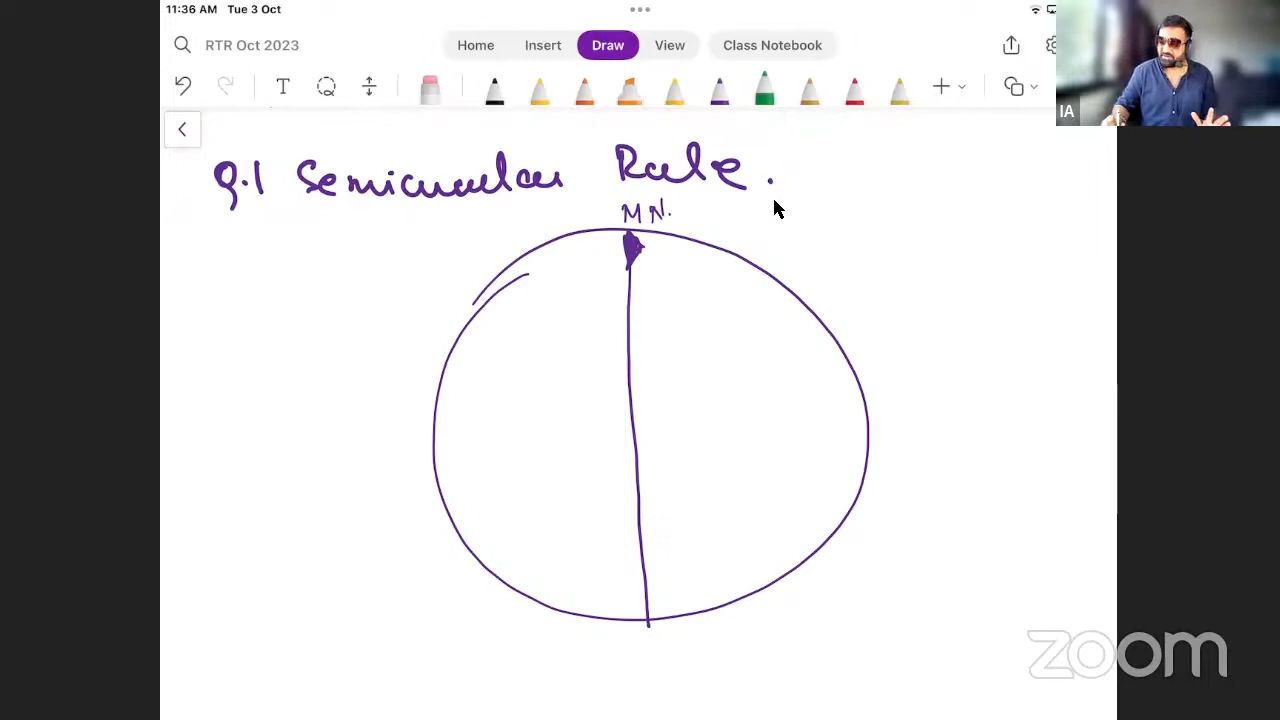 11:36 AM Tue 3 Oct
RTR Oct 2023
Home Insert Draw View Class Notebook
T
IA
Q.1 Semicircular Rule.
MN.
zoom